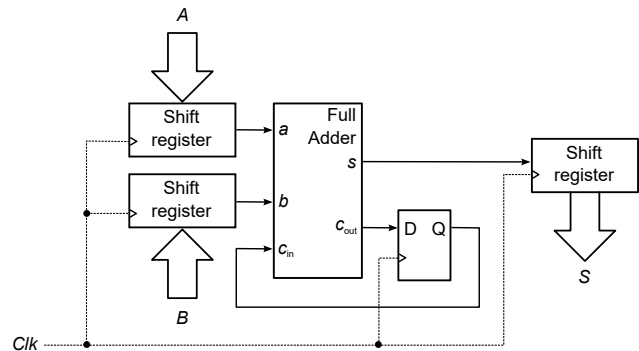 A
Shift
register
a
Full
Adder
s
Shift
register
Shift
register
b
c_out
D Q
c_in
S
B
Clk